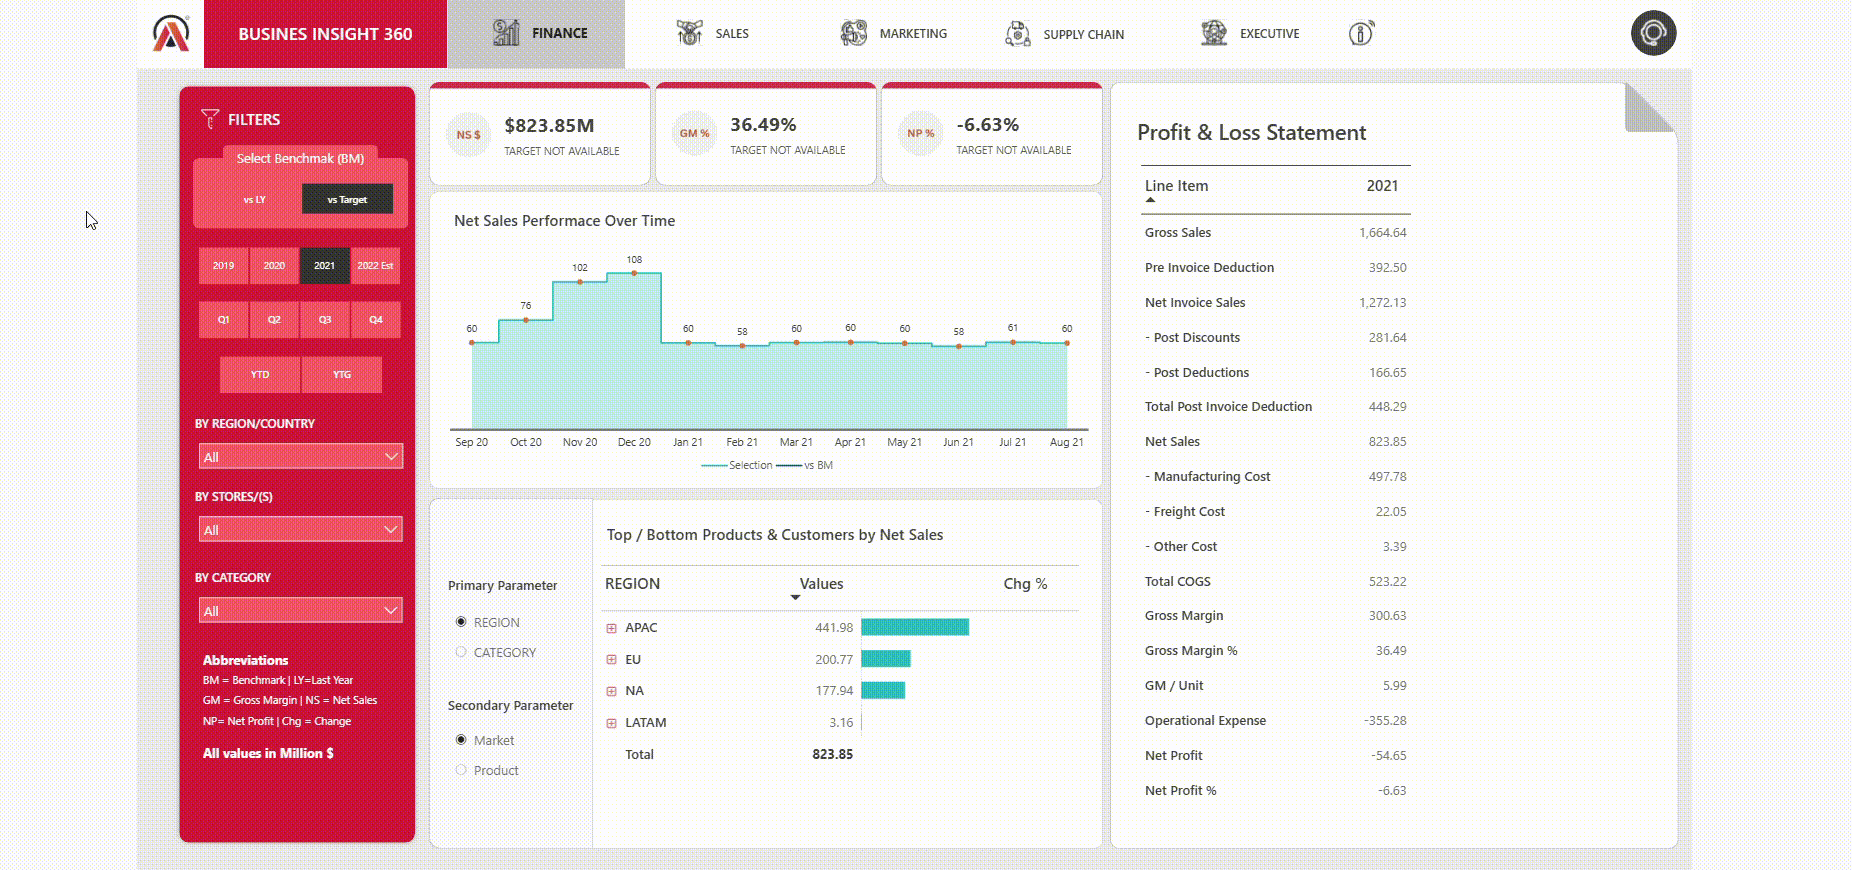 BUSINES INSIGHT 360
FINANCE
SALES
MARKETING
SUPPLY CHAIN
EXECUTIVE
FILTERS
Select Benchmak (BM)
vs LY
vs Target
2019 2020 2021 2022 Est
Q1 Q2 Q3 Q4
YTD YTG
BY REGION/COUNTRY
All
BY STORES/(S)
All
BY CATEGORY
All
Abbreviations
BM = Benchmark | LY=Last Year
GM = Gross Margin | NS = Net Sales
NP= Net Profit | Chg = Change
All values in Million $
NS $
$823.85M
TARGET NOT AVAILABLE
GM %
36.49%
TARGET NOT AVAILABLE
NP %
-6.63%
TARGET NOT AVAILABLE
Net Sales Performace Over Time
60 76 102 108 60 58 60 60 60 58 61 60
Sep 20 Oct 20 Nov 20 Dec 20 Jan 21 Feb 21 Mar 21 Apr 21 May 21 Jun 21 Jul 21 Aug 21
Selection vs BM
Primary Parameter
REGION
CATEGORY
Secondary Parameter
Market
Product
Top / Bottom Products & Customers by Net Sales
REGION Values Chg %
APAC 441.98
EU 200.77
NA 177.94
LATAM 3.16
Total 823.85
Profit & Loss Statement
Line Item 2021
Gross Sales 1,664.64
Pre Invoice Deduction 392.50
Net Invoice Sales 1,272.13
- Post Discounts 281.64
- Post Deductions 166.65
Total Post Invoice Deduction 448.29
Net Sales 823.85
- Manufacturing Cost 497.78
- Freight Cost 22.05
- Other Cost 3.39
Total COGS 523.22
Gross Margin 300.63
Gross Margin % 36.49
GM / Unit 5.99
Operational Expense -355.28
Net Profit -54.65
Net Profit % -6.63